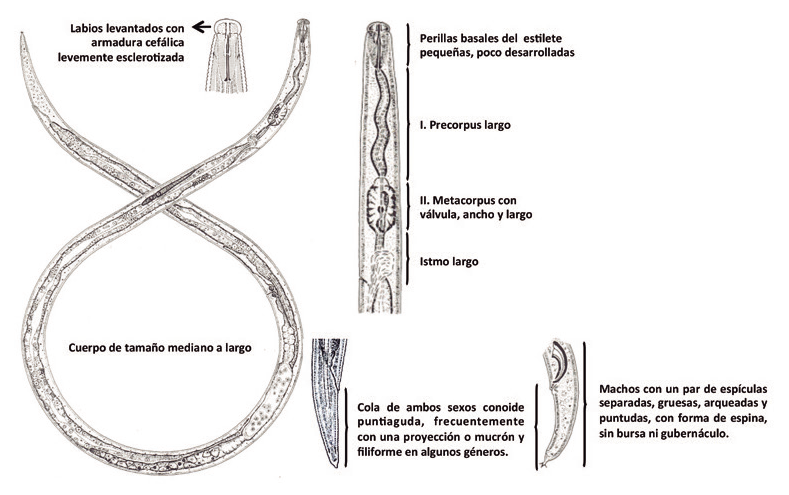 Labios levantados con
armadura cefálica
levemente esclerotizada
Perillas basales del estilete
pequeñas, poco desarrolladas
I. Precorpus largo
II. Metacorpus con
válvula, ancho y largo
Istmo largo
Cuerpo de tamaño mediano a largo
Cola de ambos sexos conoide
puntiaguda, frecuentemente
con una proyección o mucrón y
filiforme en algunos géneros.
Machos con un par de espículas
separadas, gruesas, arqueadas y
puntudas, con forma de espina,
sin bursa ni gubernáculo.